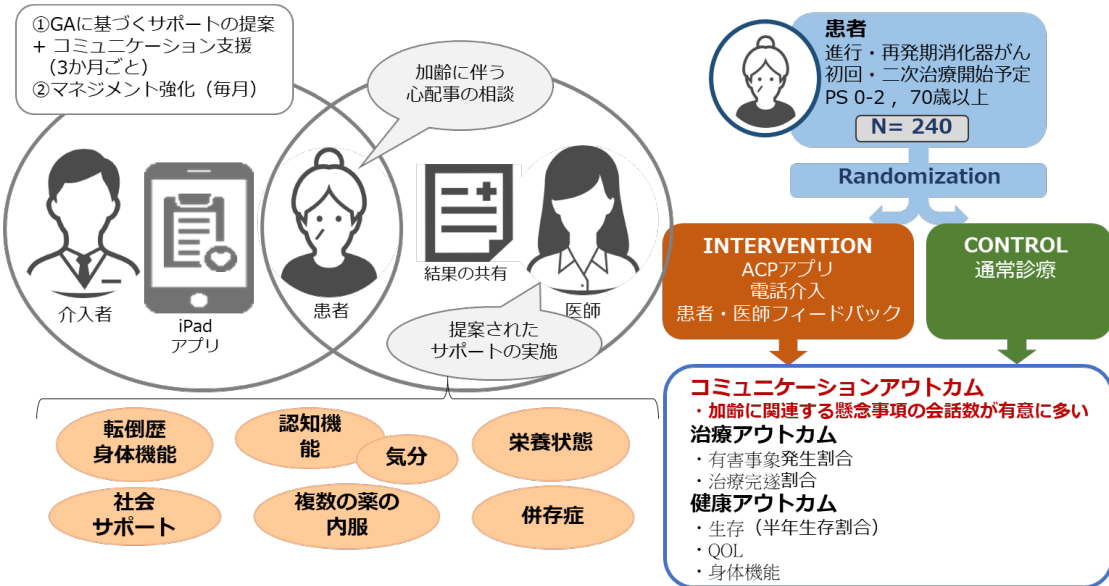 ①GAに基づくサポートの提案
+ コミュニケーション支援
（3か月ごと）
②マネジメント強化（毎月）
加齢に伴う
心配事の相談
介入者
iPad
アプリ
患者
結果の共有
医師
提案された
サポートの実施
転倒歴
身体機能
認知機
能
気分
栄養状態
社会
サポート
複数の薬の
内服
併存症
患者
進行・再発期消化器がん
初回・二次治療開始予定
PS 0-2 , 70歳以上
N= 240
Randomization
INTERVENTION
ACPアプリ
電話介入
患者・医師フィードバック
CONTROL
通常診療
コミュニケーションアウトカム
・加齢に関連する懸念事項の会話数が有意に多い
治療アウトカム
・有害事象発生割合
・治療完遂割合
健康アウトカム
・生存（半年生存割合）
・QOL
・身体機能